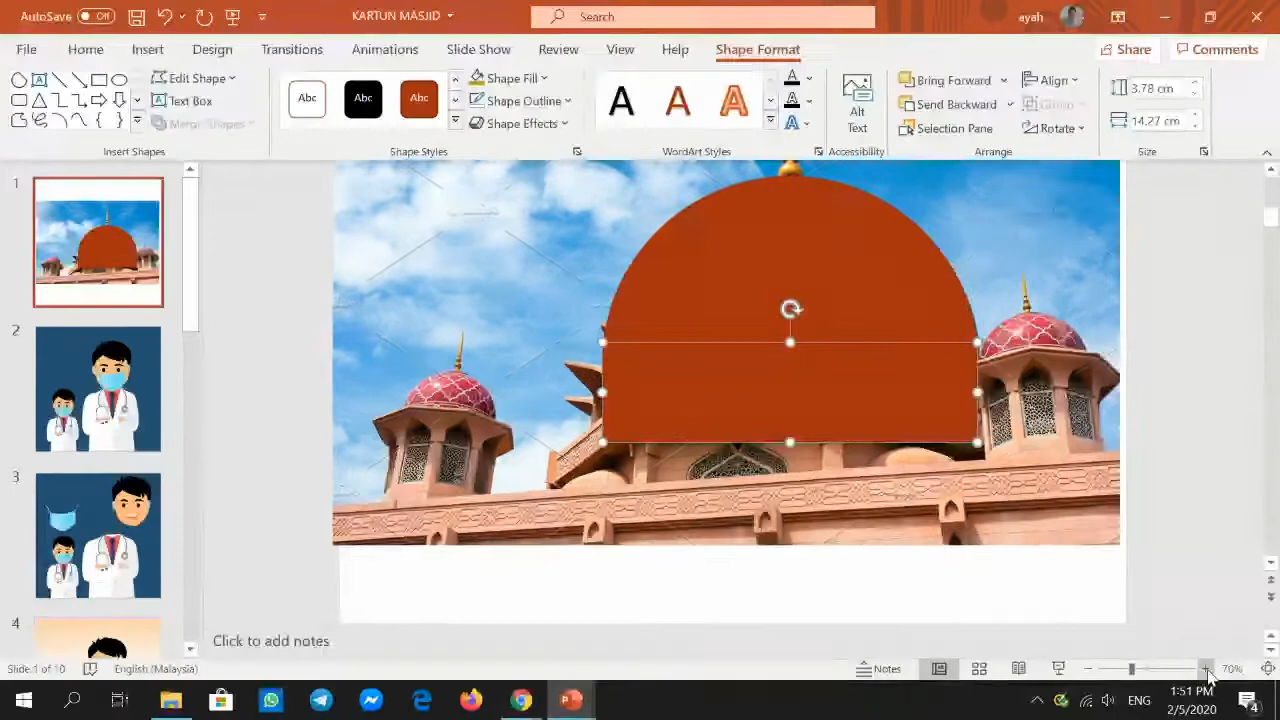 AutoSave Off
KARTUN MASJID
Search
ayah
File Home Insert Design Transitions Animations Slide Show Review View Help Shape Format
Share Comments
Edit Shape
Text Box
Merge Shapes
Insert Shapes
Abc Abc Abc
Shape Fill
Shape Outline
Shape Effects
Shape Styles
A A A
A
A
A
WordArt Styles
Alt
Text
Accessibility
Bring Forward
Send Backward
Selection Pane
Align
Group
Rotate
Arrange
3.78 cm
14.27 cm
Size
1
2
3
4
Click to add notes
Slide 1 of 10
English (Malaysia)
Notes
70%
ENG
1:51 PM
2/5/2020
4